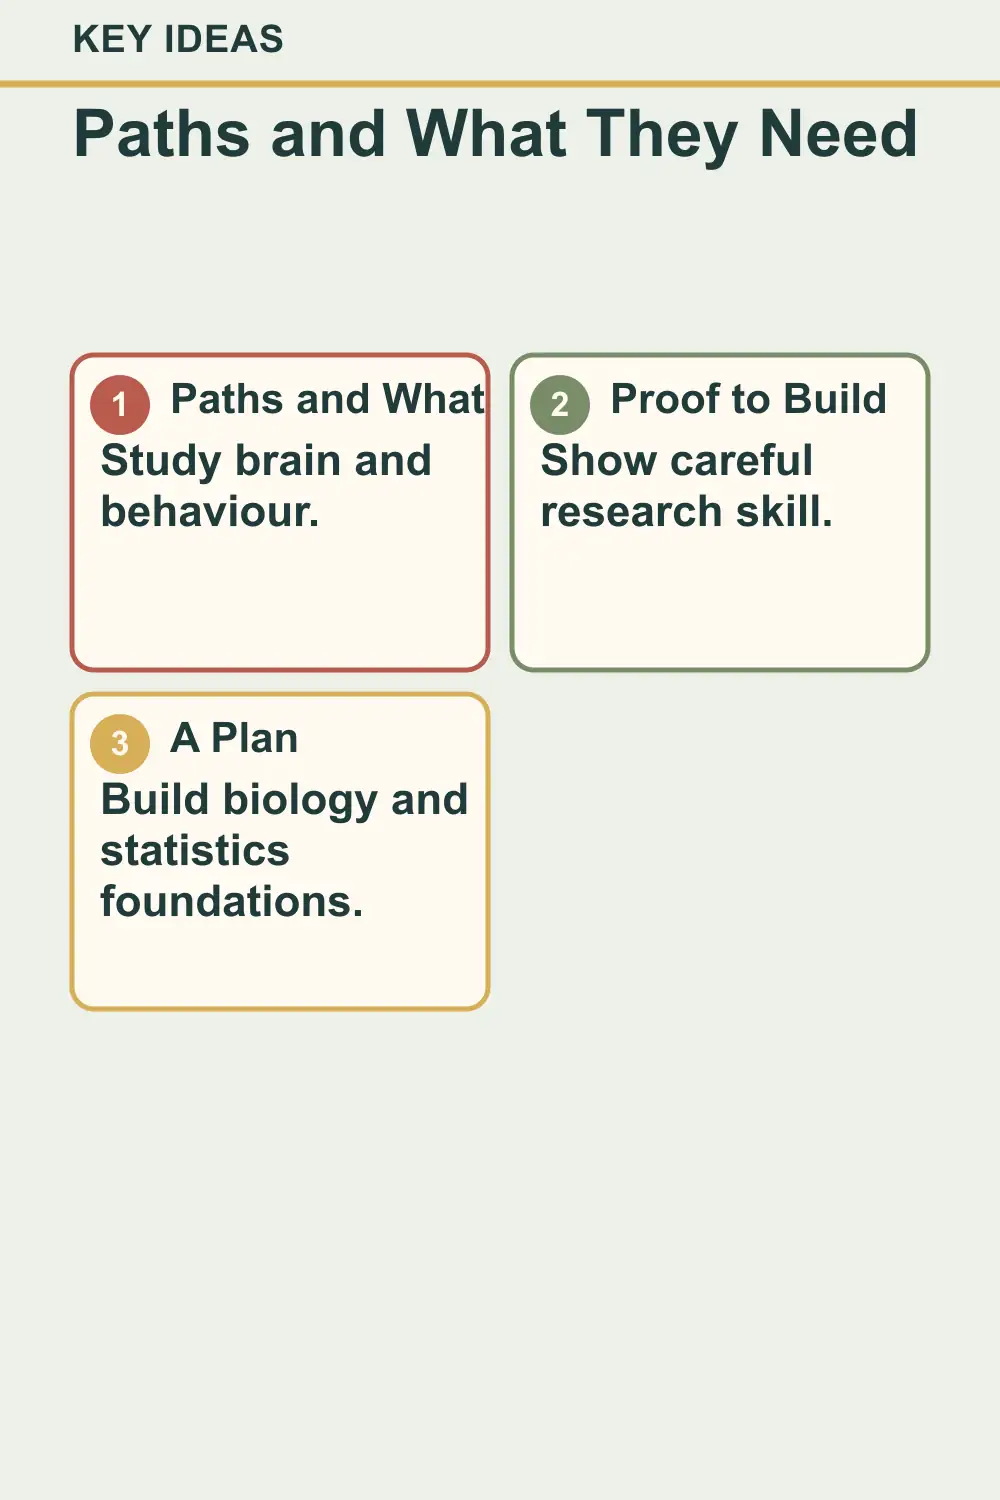 KEY IDEAS
Paths and What They Need
1 Paths and What
Study brain and
behaviour.
2 Proof to Build
Show careful
research skill.
3 A Plan
Build biology and
statistics
foundations.